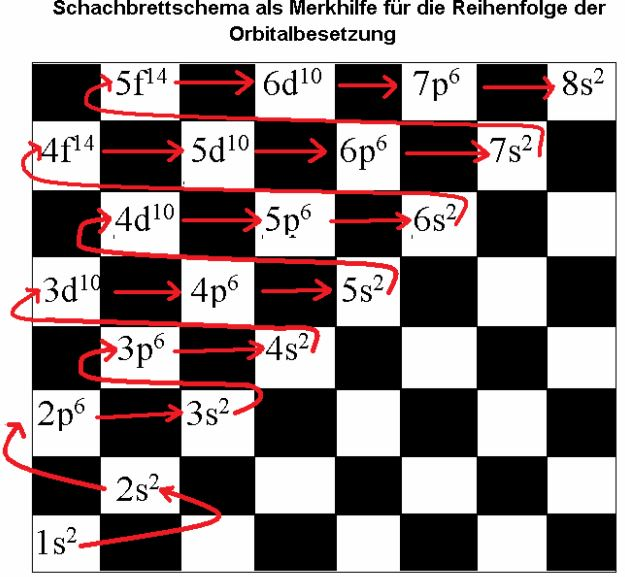 Schachbrettschema als Merkhilfe für die Reihenfolge der
Orbitalbesetzung
5f¹⁴ 6d¹⁰ 7p⁶ 8s²
4f¹⁴ 5d¹⁰ 6p⁶ 7s²
4d¹⁰ 5p⁶ 6s²
3d¹⁰ 4p⁶ 5s²
3p⁶ 4s²
2p⁶ 3s²
2s²
1s²